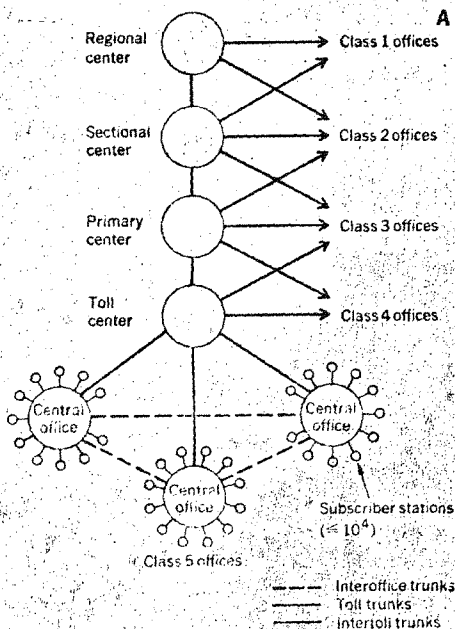 A
Regional
center
Class 1 offices
Sectional
center
Class 2 offices
Primary
center
Class 3 offices
Toll
center
Class 4 offices
Central
office
Central
office
Central
office
Subscriber stations
(≤ 10⁴)
Class 5 offices
Interoffice trunks
Toll trunks
Intertoll trunks